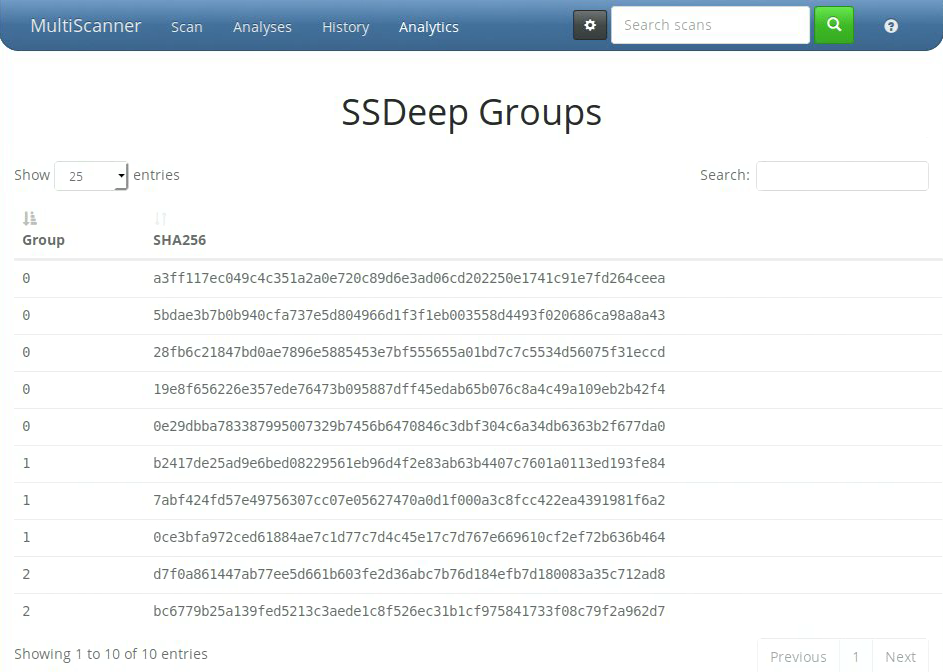 MultiScanner Scan Analyses History Analytics Search scans
SSDeep Groups
Show 25 entries Search:
Group SHA256
0 a3ff117ec049c4c351a2a0e720c89d6e3ad06cd202250e1741c91e7fd264ceea
0 5bdae3b7b0b940cfa737e5d804966d1f3f1eb003558d4493f020686ca98a8a43
0 28fb6c21847bd0ae7896e5885453e7bf555655a01bd7c7c5534d56075f31eccd
0 19e8f656226e357ede76473b095887dff45edab65b076c8a4c49a109eb2b42f4
0 0e29dbba783387995007329b7456b6470846c3dbf304c6a34db6363b2f677da0
1 b2417de25ad9e6bed08229561eb96d4f2e83ab63b4407c7601a0113ed193fe84
1 7abf424fd57e49756307cc07e05627470a0d1f000a3c8fcc422ea4391981f6a2
1 0ce3bfa972ced61884ae7c1d77c7d4c45e17c7d767e669610cf2ef72b636b464
2 d7f0a861447ab77ee5d661b603fe2d36abc7b76d184efb7d180083a35c712ad8
2 bc6779b25a139fed5213c3aede1c8f526ec31b1cf975841733f08c79f2a962d7
Showing 1 to 10 of 10 entries Previous 1 Next